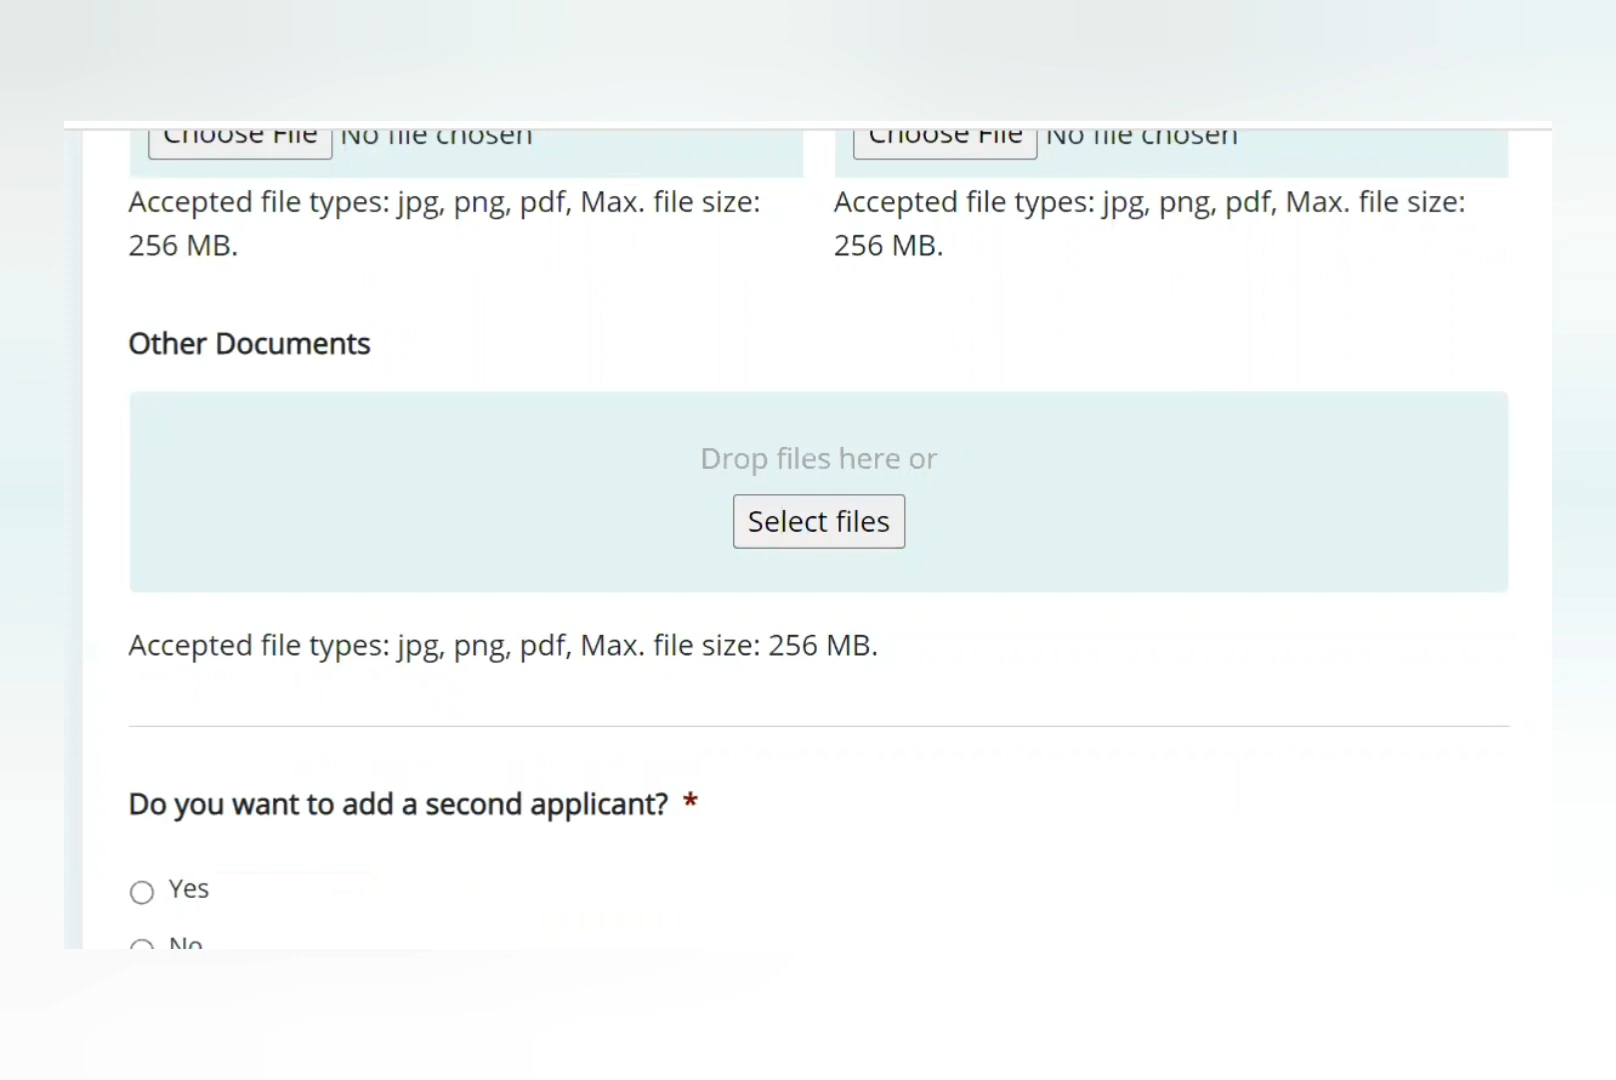 Choose File No file chosen Choose File No file chosen
Accepted file types: jpg, png, pdf, Max. file size:
256 MB.
Accepted file types: jpg, png, pdf, Max. file size:
256 MB.
Other Documents
Drop files here or
Select files
Accepted file types: jpg, png, pdf, Max. file size: 256 MB.
Do you want to add a second applicant? *
Yes
No